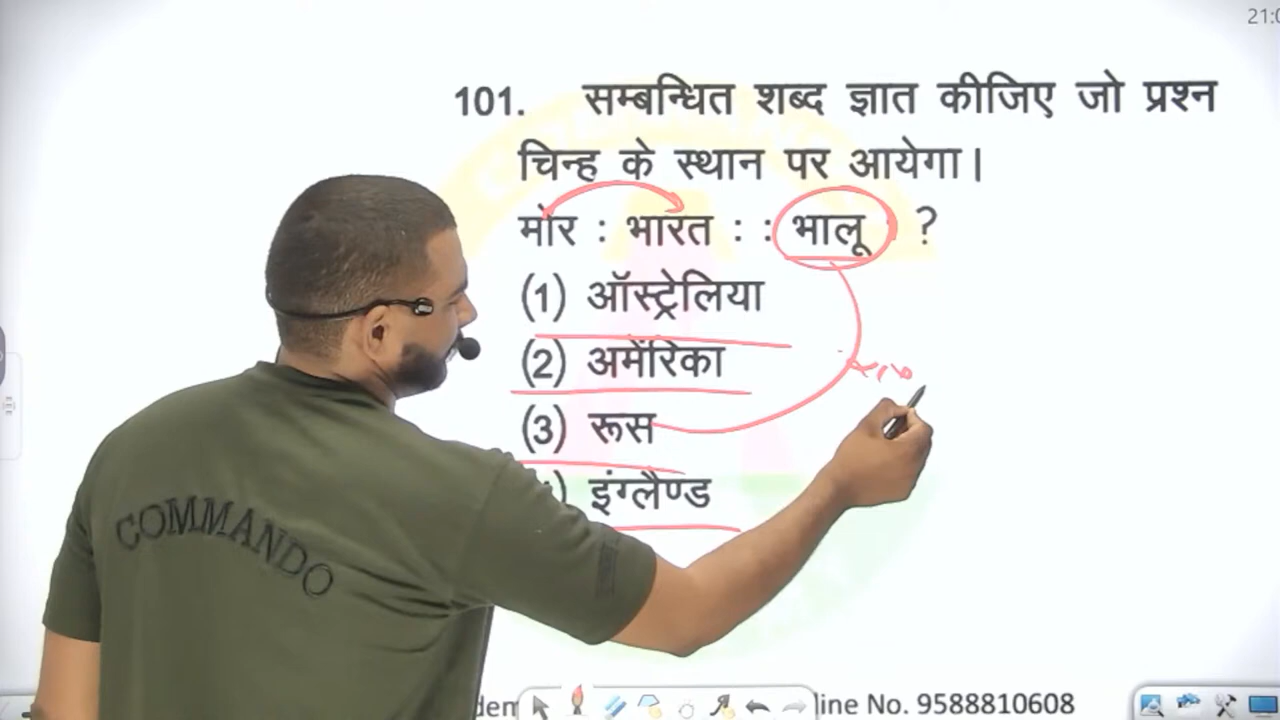 21:0
101. सम्बन्धित शब्द ज्ञात कीजिए जो प्रश्न
चिन्ह के स्थान पर आयेगा।
मोर : भारत : : भालू : ?
(1) ऑस्ट्रेलिया
(2) अमेंरिका
(3) रूस
) इंग्लैण्ड
COMMANDO
line No. 9588810608